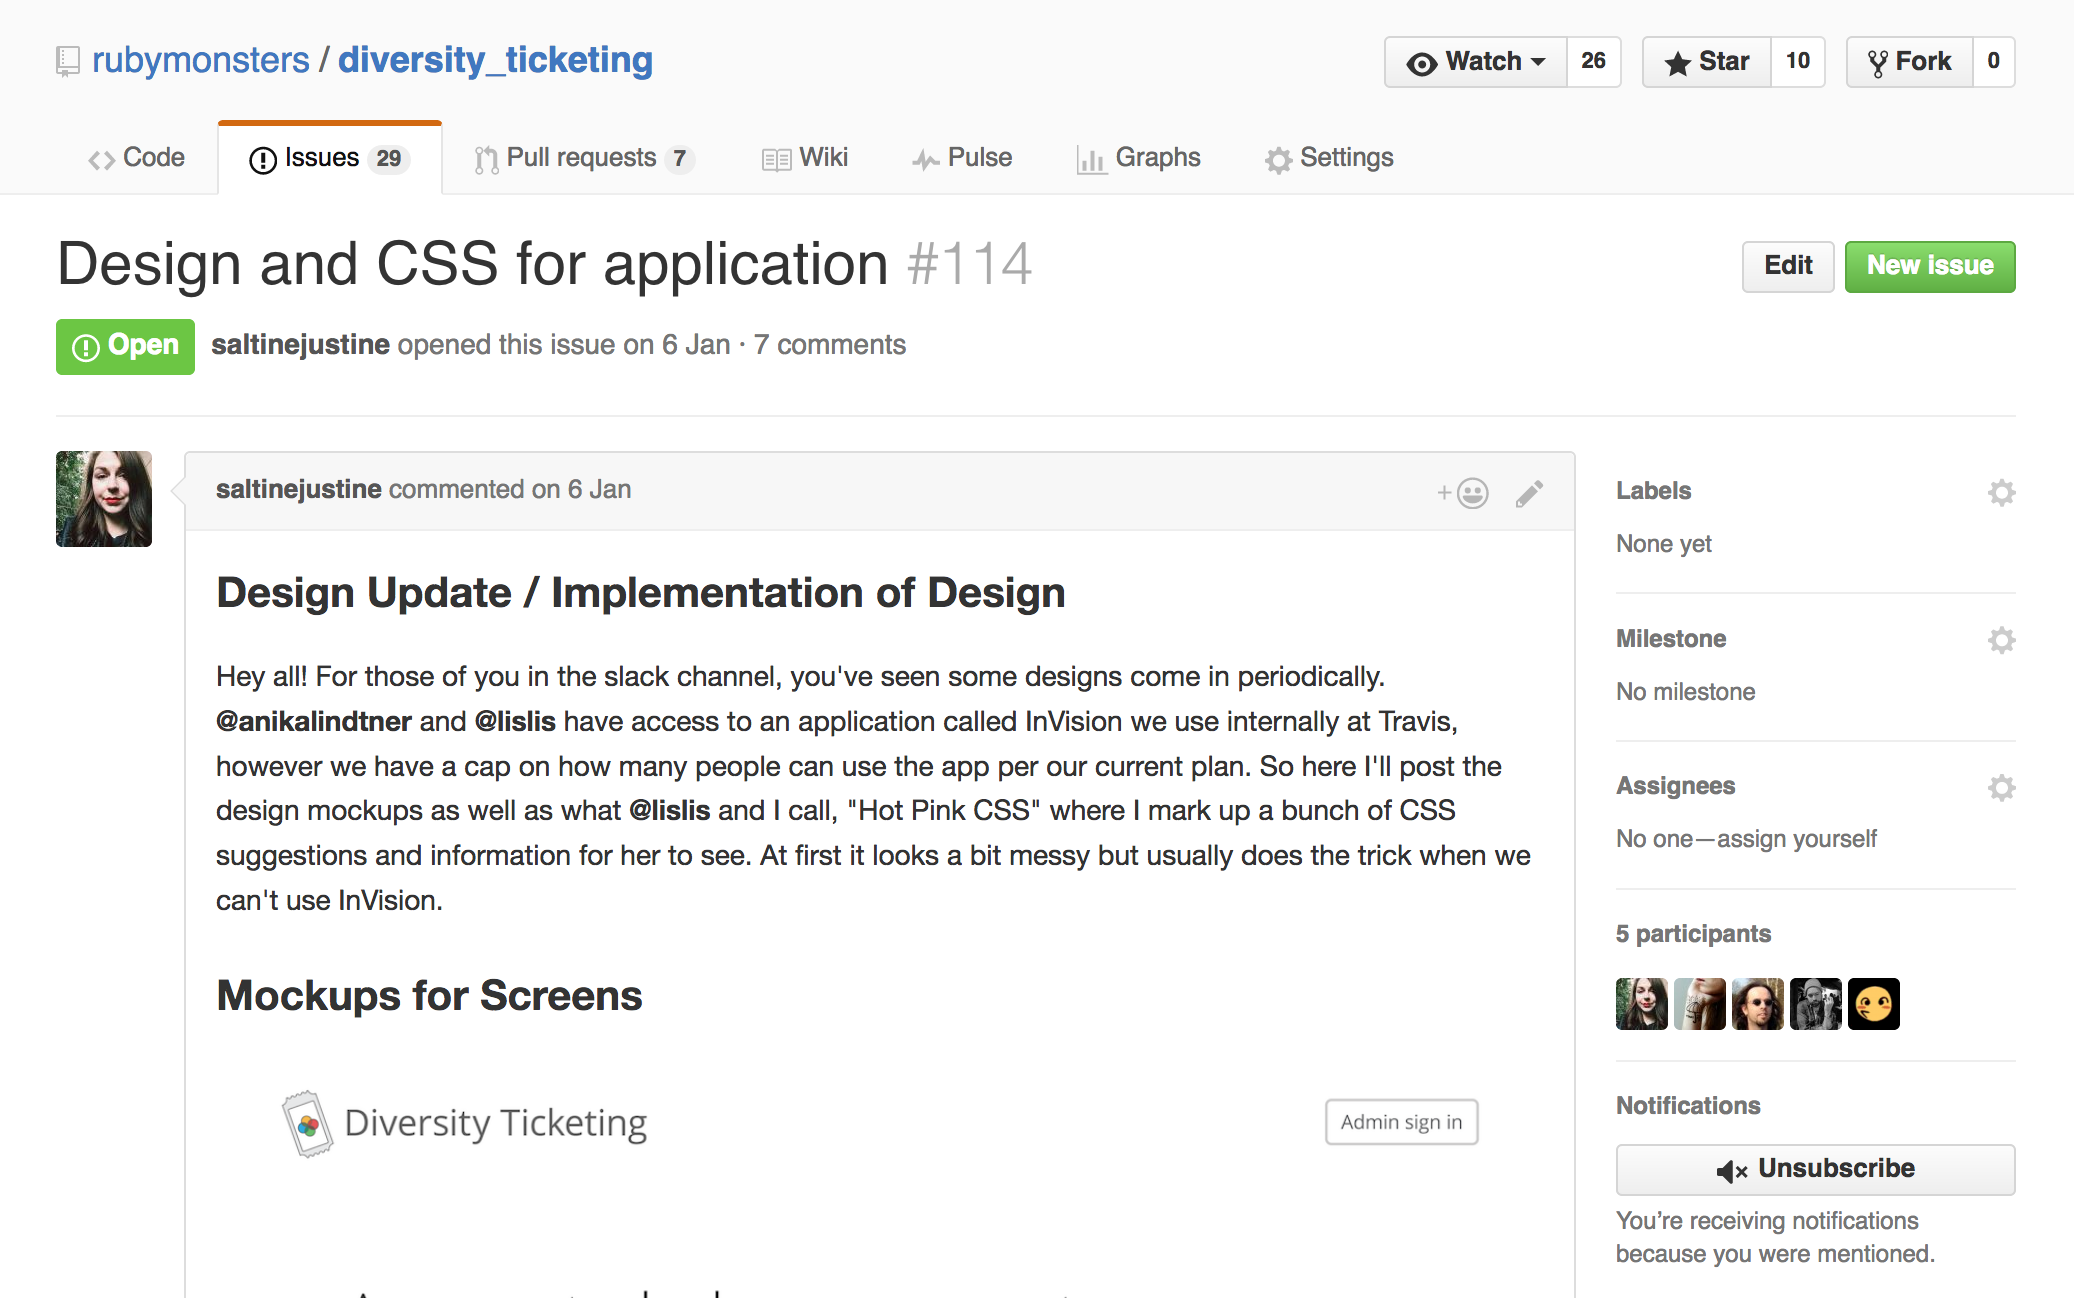 rubymonsters / diversity_ticketing
Watch 26
Star 10
Fork 0
Code
Issues 29
Pull requests 7
Wiki
Pulse
Graphs
Settings
Design and CSS for application #114
Edit
New issue
Open
saltinejustine opened this issue on 6 Jan · 7 comments
saltinejustine commented on 6 Jan
Design Update / Implementation of Design
Hey all! For those of you in the slack channel, you've seen some designs come in periodically.
@anikalindtner and @lislis have access to an application called InVision we use internally at Travis,
however we have a cap on how many people can use the app per our current plan. So here I'll post the
design mockups as well as what @lislis and I call, "Hot Pink CSS" where I mark up a bunch of CSS
suggestions and information for her to see. At first it looks a bit messy but usually does the trick when we
can't use InVision.
Mockups for Screens
Diversity Ticketing
Admin sign in
Labels
None yet
Milestone
No milestone
Assignees
No one—assign yourself
5 participants
Notifications
Unsubscribe
You’re receiving notifications
because you were mentioned.